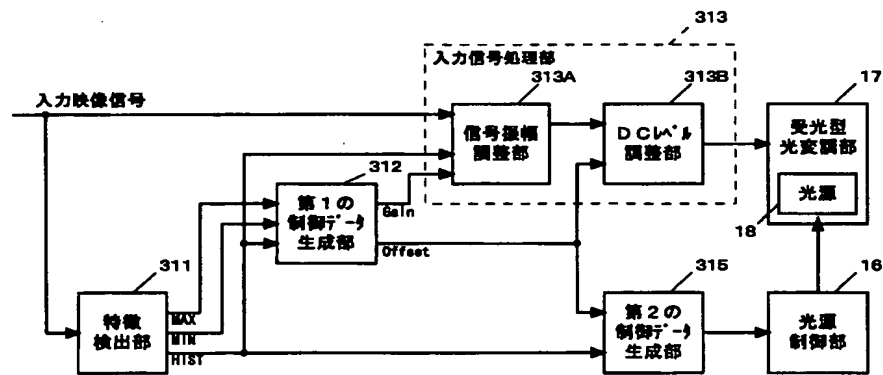 313
入力信号処理部
入力映像信号
313A
313B
17
信号振幅
調整部
DCﾚﾍﾞﾙ
調整部
受光型
光変調部
光源
18
312
第1の
制御ﾃﾞｰﾀ
生成部
Gain
Offset
311
特徴
検出部
MAX
MIN
HIST
315
第2の
制御ﾃﾞｰﾀ
生成部
16
光源
制御部